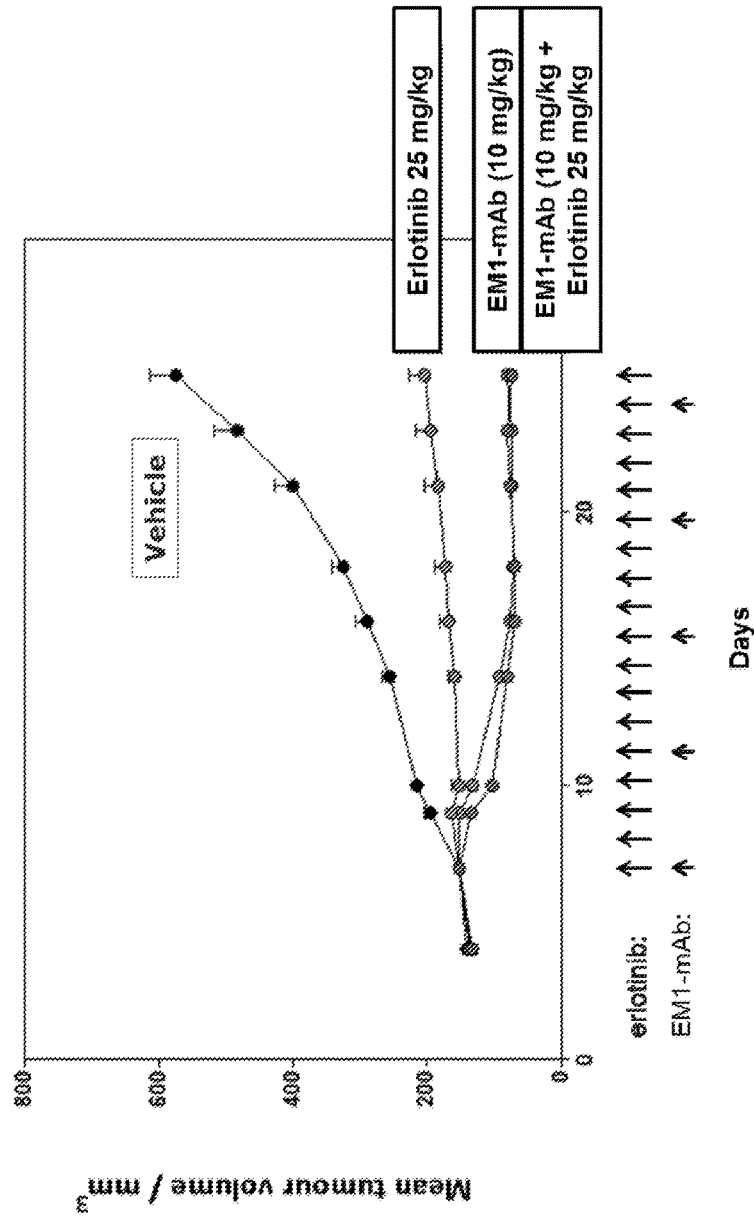 Mean tumour volume / mm3
800
600
400
200
0
Vehicle
Erlotinib 25 mg/kg
EM1-mAb (10 mg/kg)
EM1-mAb (10 mg/kg +
Erlotinib 25 mg/kg
0
10
20
erlotinib:
EM1-mAb:
Days